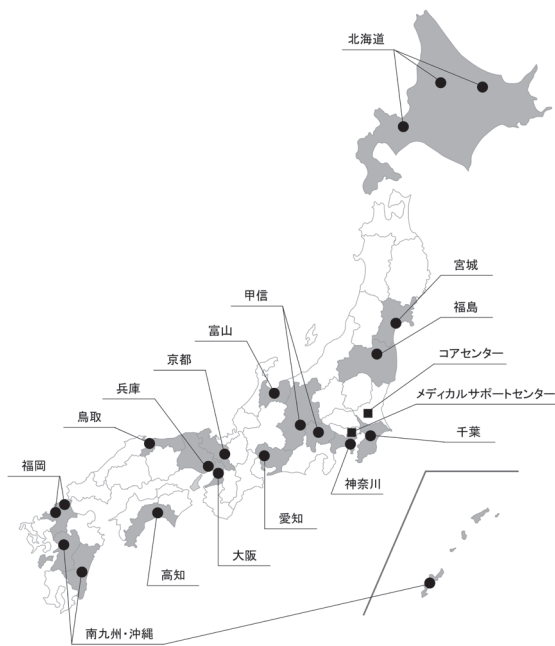 北海道
宮城
甲信
福島
富山
コアセンター
京都
兵庫
メディカルサポートセンター
鳥取
千葉
福岡
神奈川
愛知
大阪
高知
南九州・沖縄